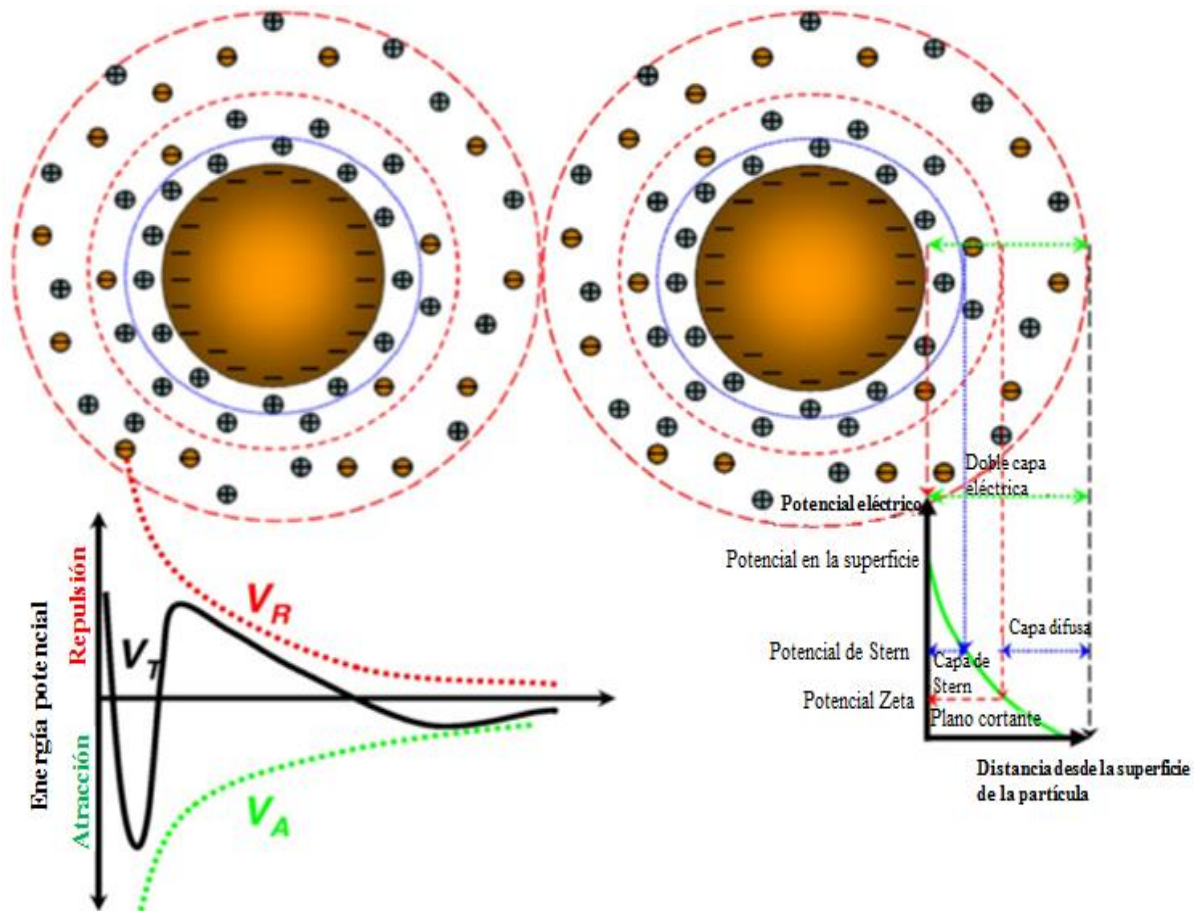 Doble capa
eléctrica
Potencial eléctrico
Potencial en la superficie
Capa difusa
Potencial de Stern
Capa de
Stern
Potencial Zeta
Plano cortante
Distancia desde la superficie
de la partícula
Energía potencial
Repulsión
Atracción
V_R
V_T
V_A